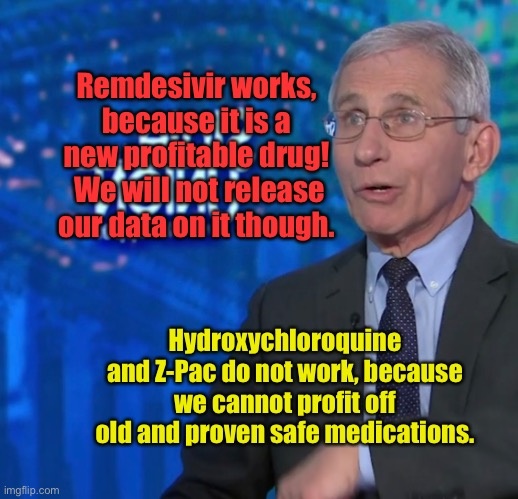 Remdesivir works,
because it is a
new profitable drug!
We will not release
our data on it though.
Hydroxychloroquine
and Z-Pac do not work, because
we cannot profit off
old and proven safe medications.
imgflip.com